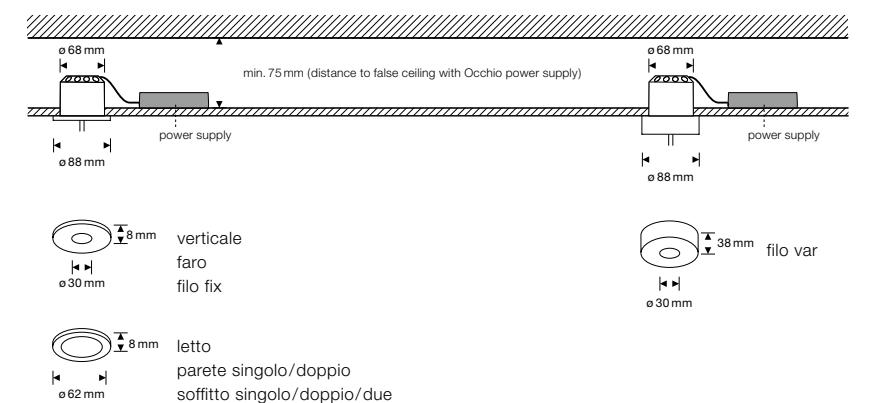 ø 68 mm
min. 75 mm (distance to false ceiling with Occhio power supply)
ø 68 mm
power supply
power supply
ø 88 mm
ø 88 mm
8 mm
verticale
faro
filo fix
ø 30 mm
38 mm
filo var
ø 30 mm
8 mm
letto
parete singolo/doppio
soffitto singolo/doppio/due
ø 62 mm